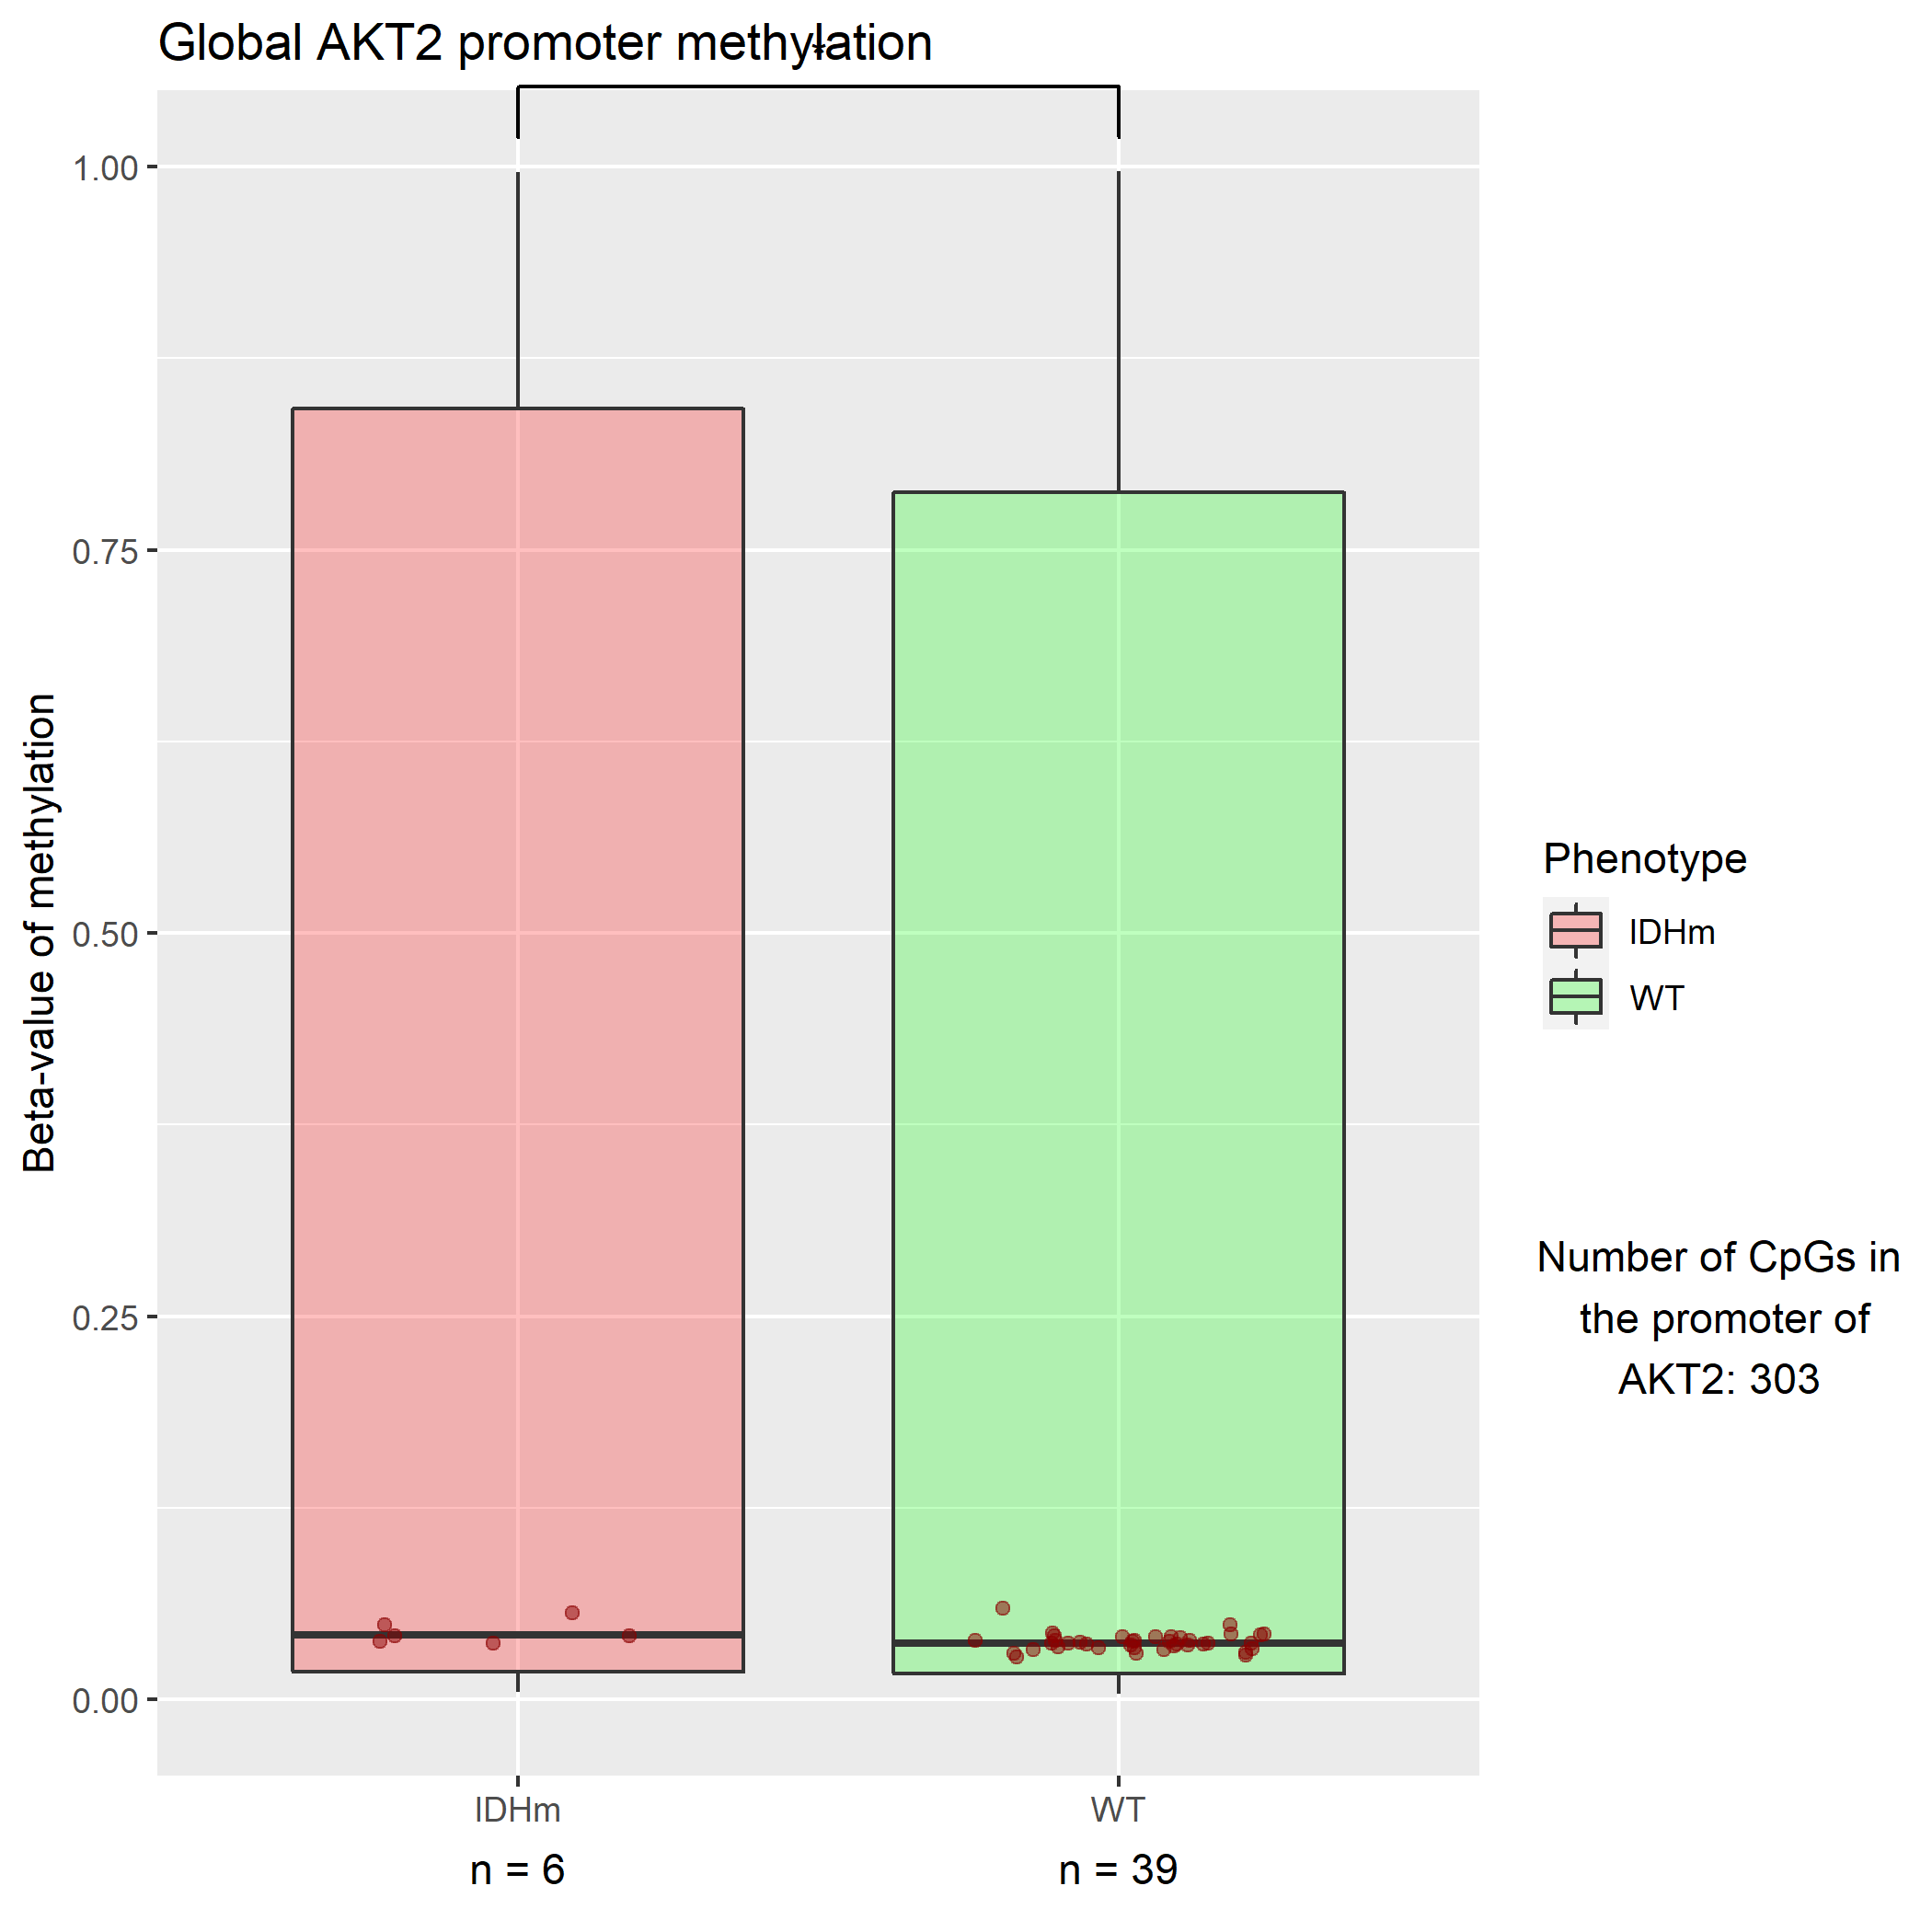 Global AKT2 promoter methylation
*
1.00
0.75
0.50
0.25
0.00
Beta-value of methylation
IDHm
WT
n = 6
n = 39
Phenotype
IDHm
WT
Number of CpGs in
the promoter of
AKT2: 303